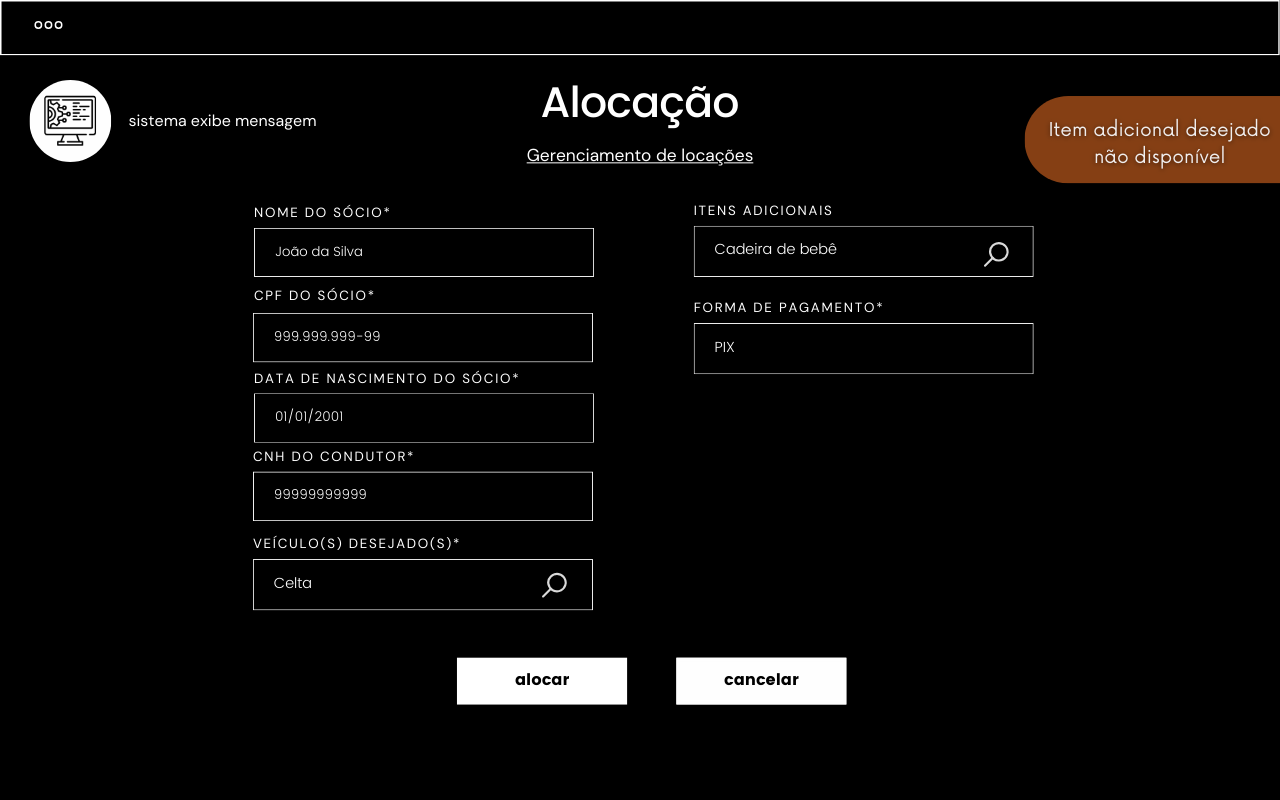 sistema exibe mensagem
Alocação
Gerenciamento de locações
Item adicional desejado
não disponível
NOME DO SÓCIO*
João da Silva
CPF DO SÓCIO*
999.999.999-99
DATA DE NASCIMENTO DO SÓCIO*
01/01/2001
CNH DO CONDUTOR*
99999999999
VEÍCULO(S) DESEJADO(S)*
Celta
ITENS ADICIONAIS
Cadeira de bebê
FORMA DE PAGAMENTO*
PIX
alocar
cancelar